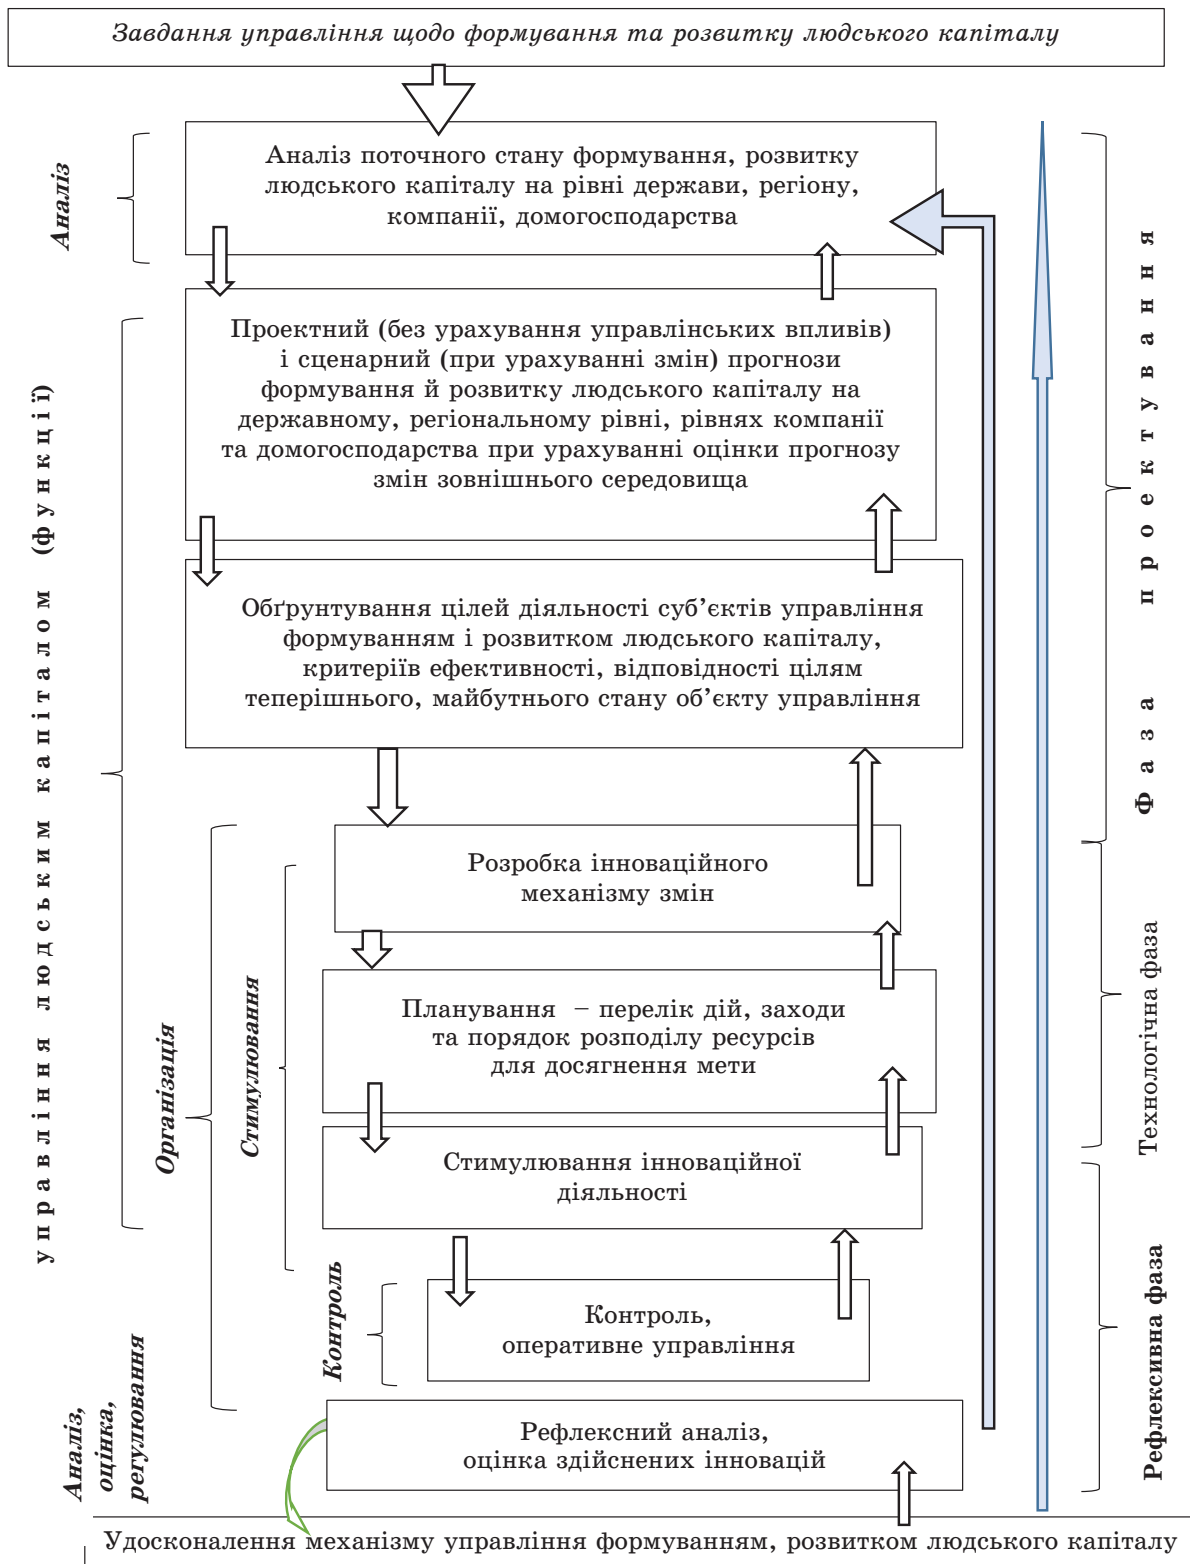 Завдання управління щодо формування та розвитку людського капіталу
Аналіз
Аналіз поточного стану формування, розвитку
людського капіталу на рівні держави, регіону,
компанії, домогосподарства
Проектний (без урахування управлінських впливів)
і сценарний (при урахуванні змін) прогнози
формування й розвитку людського капіталу на
державному, регіональному рівні, рівнях компанії
та домогосподарства при урахуванні оцінки прогнозу
змін зовнішнього середовища
Обґрунтування цілей діяльності суб’єктів управління
формуванням і розвитком людського капіталу,
критеріїв ефективності, відповідності цілям
теперішнього, майбутнього стану об’єкту управління
Розробка інноваційного
механізму змін
Планування – перелік дій, заходи
та порядок розподілу ресурсів
для досягнення мети
Стимулювання інноваційної
діяльності
Контроль,
оперативне управління
Рефлексний аналіз,
оцінка здійснених інновацій
Удосконалення механізму управління формуванням, розвитком людського капіталу
управління людським капіталом (функції)
Організація
Стимулювання
Контроль
Аналіз,
оцінка,
регулювання
Фаза проектування
Технологічна фаза
Рефлексивна фаза